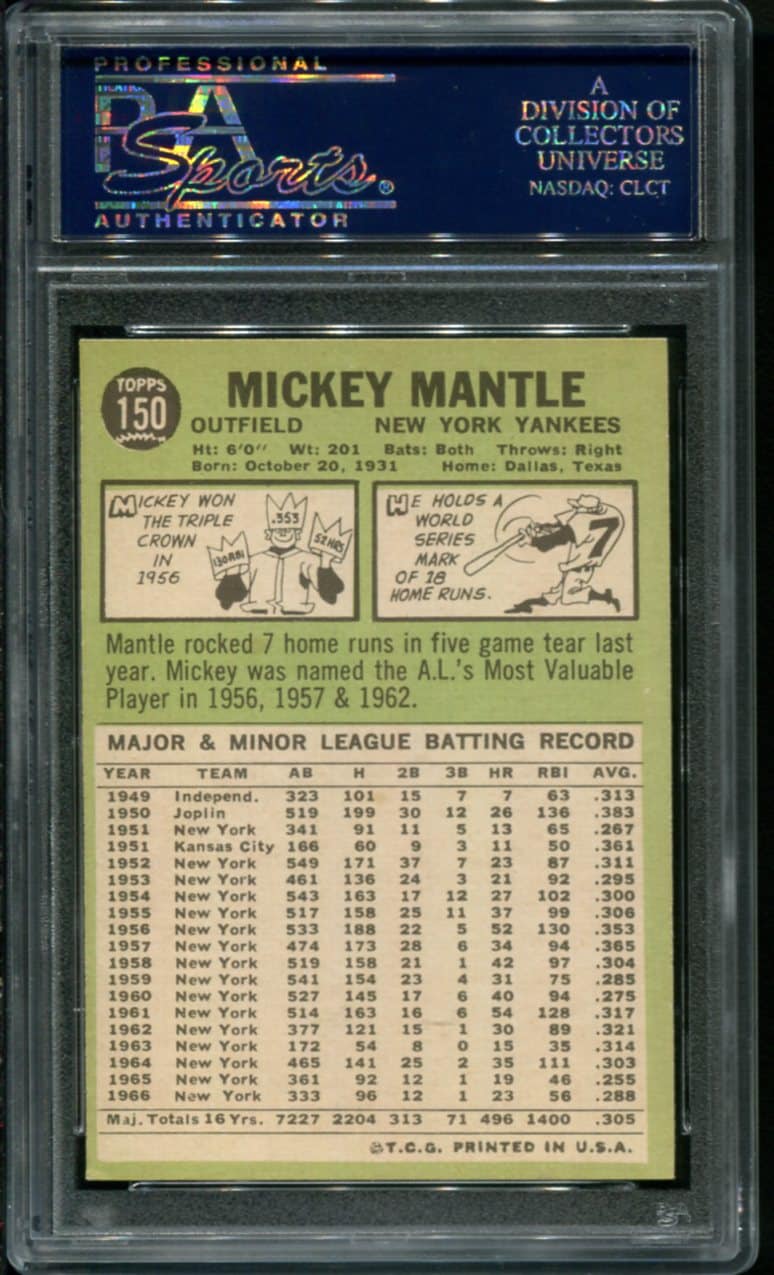 PROFESSIONAL
PSA
Sports®
AUTHENTICATOR
A
DIVISION OF
COLLECTORS
UNIVERSE
NASDAQ: CLCT
TOPPS
150
MICKEY MANTLE
OUTFIELD NEW YORK YANKEES
Ht: 6'0" Wt: 201 Bats: Both Throws: Right
Born: October 20, 1931 Home: Dallas, Texas
MICKEY WON
THE TRIPLE
CROWN
IN
1956
130 RBI
.353
52 HRS
HE HOLDS A
WORLD
SERIES
MARK
OF 18
HOME RUNS.
7
Mantle rocked 7 home runs in five game tear last
year. Mickey was named the A.L.'s Most Valuable
Player in 1956, 1957 & 1962.
MAJOR & MINOR LEAGUE BATTING RECORD
YEAR TEAM AB H 2B 3B HR RBI AVG.
1949 Independ. 323 101 15 7 7 63 .313
1950 Joplin 519 199 30 12 26 136 .383
1951 New York 341 91 11 5 13 65 .267
1951 Kansas City 166 60 9 3 11 50 .361
1952 New York 549 171 37 7 23 87 .311
1953 New York 461 136 24 3 21 92 .295
1954 New York 543 163 17 12 27 102 .300
1955 New York 517 158 25 11 37 99 .306
1956 New York 533 188 22 5 52 130 .353
1957 New York 474 173 28 6 34 94 .365
1958 New York 519 158 21 1 42 97 .304
1959 New York 541 154 23 4 31 75 .285
1960 New York 527 145 17 6 40 94 .275
1961 New York 514 163 16 6 54 128 .317
1962 New York 377 121 15 1 30 89 .321
1963 New York 172 54 8 0 15 35 .314
1964 New York 465 141 25 2 35 111 .303
1965 New York 361 92 12 1 19 46 .255
1966 New York 333 96 12 1 23 56 .288
Maj. Totals 16 Yrs. 7227 2204 313 71 496 1400 .305
©T.C.G. PRINTED IN U.S.A.
PSA